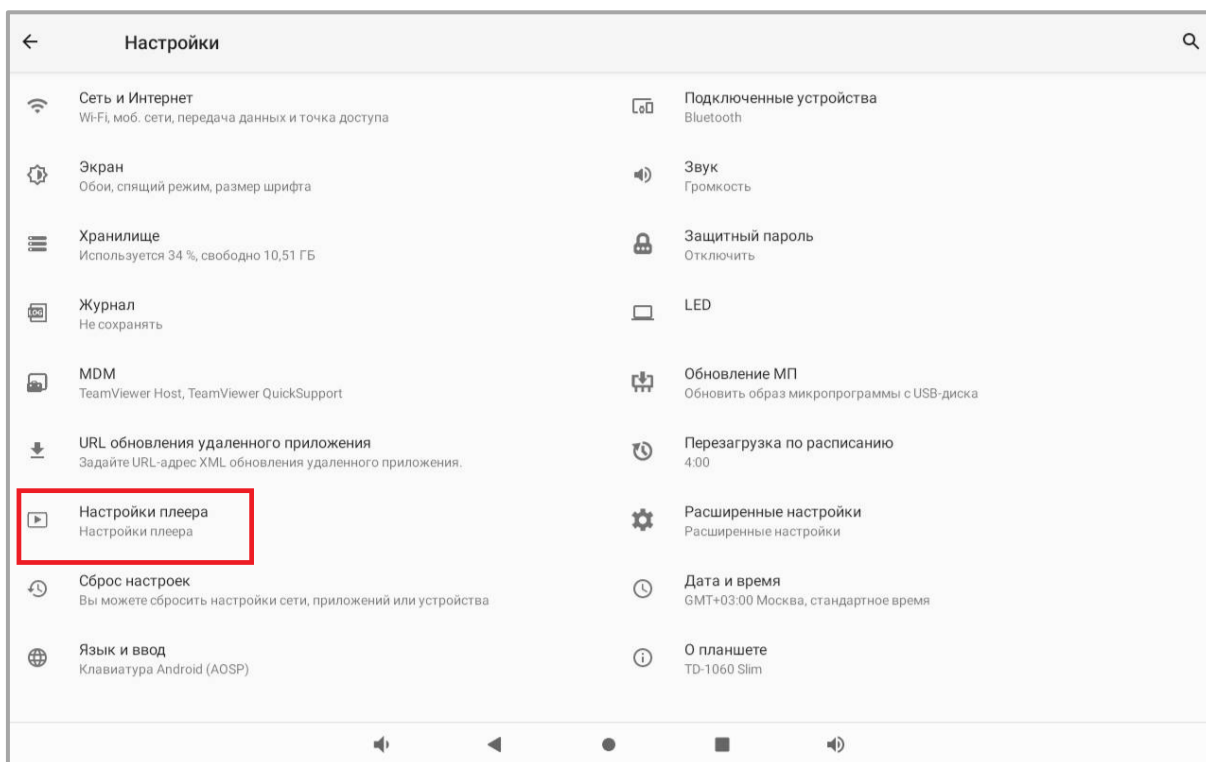 Настройки
Сеть и Интернет
Wi-Fi, моб. сети, передача данных и точка доступа
Подключенные устройства
Bluetooth
Экран
Обои, спящий режим, размер шрифта
Звук
Громкость
Хранилище
Используется 34 %, свободно 10,51 ГБ
Защитный пароль
Отключить
LOG
Журнал
Не сохранять
LED
MDM
TeamViewer Host, TeamViewer QuickSupport
Обновление МП
Обновить образ микропрограммы с USB-диска
URL обновления удаленного приложения
Задайте URL-адрес XML обновления удаленного приложения.
Перезагрузка по расписанию
4:00
Настройки плеера
Настройки плеера
Расширенные настройки
Расширенные настройки
Сброс настроек
Вы можете сбросить настройки сети, приложений или устройства
Дата и время
GMT+03:00 Москва, стандартное время
Язык и ввод
Клавиатура Android (AOSP)
О планшете
TD-1060 Slim